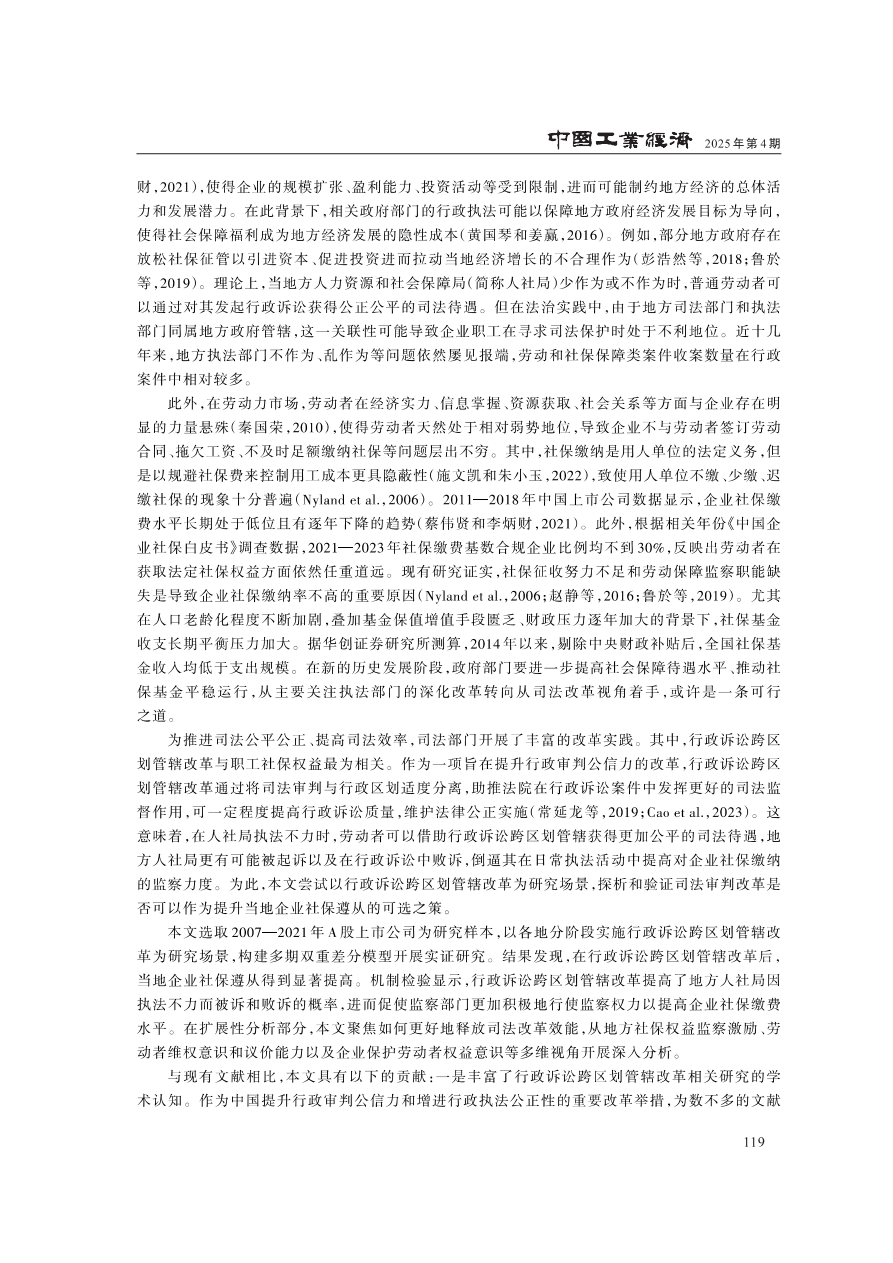 中國工業經濟 2025年第4期
财,2021),使得企业的规模扩张、盈利能力、投资活动等受到限制,进而可能制约地方经济的总体活
力和发展潜力。在此背景下,相关政府部门的行政执法可能以保障地方政府经济发展目标为导向,
使得社会保障福利成为地方经济发展的隐性成本(黄国琴和姜赢,2016)。例如,部分地方政府存在
放松社保征管以引进资本、促进投资进而拉动当地经济增长的不合理作为(彭浩然等,2018;鲁於
等,2019)。理论上,当地方人力资源和社会保障局(简称人社局)少作为或不作为时,普通劳动者可
以通过对其发起行政诉讼获得公正公平的司法待遇。但在法治实践中,由于地方司法部门和执法
部门同属地方政府管辖,这一关联性可能导致企业职工在寻求司法保护时处于不利地位。近十几
年来,地方执法部门不作为、乱作为等问题依然屡见报端,劳动和社保保障类案件收案数量在行政
案件中相对较多。
此外,在劳动力市场,劳动者在经济实力、信息掌握、资源获取、社会关系等方面与企业存在明
显的力量悬殊(秦国荣,2010),使得劳动者天然处于相对弱势地位,导致企业不与劳动者签订劳动
合同、拖欠工资、不及时足额缴纳社保等问题层出不穷。其中,社保缴纳是用人单位的法定义务,但
是以规避社保费来控制用工成本更具隐蔽性(施文凯和朱小玉,2022),致使用人单位不缴、少缴、迟
缴社保的现象十分普遍(Nyland et al.,2006)。2011—2018年中国上市公司数据显示,企业社保缴
费水平长期处于低位且有逐年下降的趋势(蔡伟贤和李炳财,2021)。此外,根据相关年份《中国企
业社保白皮书》调查数据,2021—2023年社保缴费基数合规企业比例均不到30%,反映出劳动者在
获取法定社保权益方面依然任重道远。现有研究证实,社保征收努力不足和劳动保障监察职能缺
失是导致企业社保缴纳率不高的重要原因(Nyland et al.,2006;赵静等,2016;鲁於等,2019)。尤其
在人口老龄化程度不断加剧,叠加基金保值增值手段匮乏、财政压力逐年加大的背景下,社保基金
收支长期平衡压力加大。据华创证券研究所测算,2014年以来,剔除中央财政补贴后,全国社保基
金收入均低于支出规模。在新的历史发展阶段,政府部门要进一步提高社会保障待遇水平、推动社
保基金平稳运行,从主要关注执法部门的深化改革转向从司法改革视角着手,或许是一条可行
之道。
为推进司法公平公正、提高司法效率,司法部门开展了丰富的改革实践。其中,行政诉讼跨区
划管辖改革与职工社保权益最为相关。作为一项旨在提升行政审判公信力的改革,行政诉讼跨区
划管辖改革通过将司法审判与行政区划适度分离,助推法院在行政诉讼案件中发挥更好的司法监
督作用,可一定程度提高行政诉讼质量,维护法律公正实施(常延龙等,2019;Cao et al.,2023)。这
意味着,在人社局执法不力时,劳动者可以借助行政诉讼跨区划管辖获得更加公平的司法待遇,地
方人社局更有可能被起诉以及在行政诉讼中败诉,倒逼其在日常执法活动中提高对企业社保缴纳
的监察力度。为此,本文尝试以行政诉讼跨区划管辖改革为研究场景,探析和验证司法审判改革是
否可以作为提升当地企业社保遵从的可选之策。
本文选取2007—2021年A股上市公司为研究样本,以各地分阶段实施行政诉讼跨区划管辖改
革为研究场景,构建多期双重差分模型开展实证研究。结果发现,在行政诉讼跨区划管辖改革后,
当地企业社保遵从得到显著提高。机制检验显示,行政诉讼跨区划管辖改革提高了地方人社局因
执法不力而被诉和败诉的概率,进而促使监察部门更加积极地行使监察权力以提高企业社保缴费
水平。在扩展性分析部分,本文聚焦如何更好地释放司法改革效能,从地方社保权益监察激励、劳
动者维权意识和议价能力以及企业保护劳动者权益意识等多维视角开展深入分析。
与现有文献相比,本文具有以下的贡献:一是丰富了行政诉讼跨区划管辖改革相关研究的学
术认知。作为中国提升行政审判公信力和增进行政执法公正性的重要改革举措,为数不多的文献
119